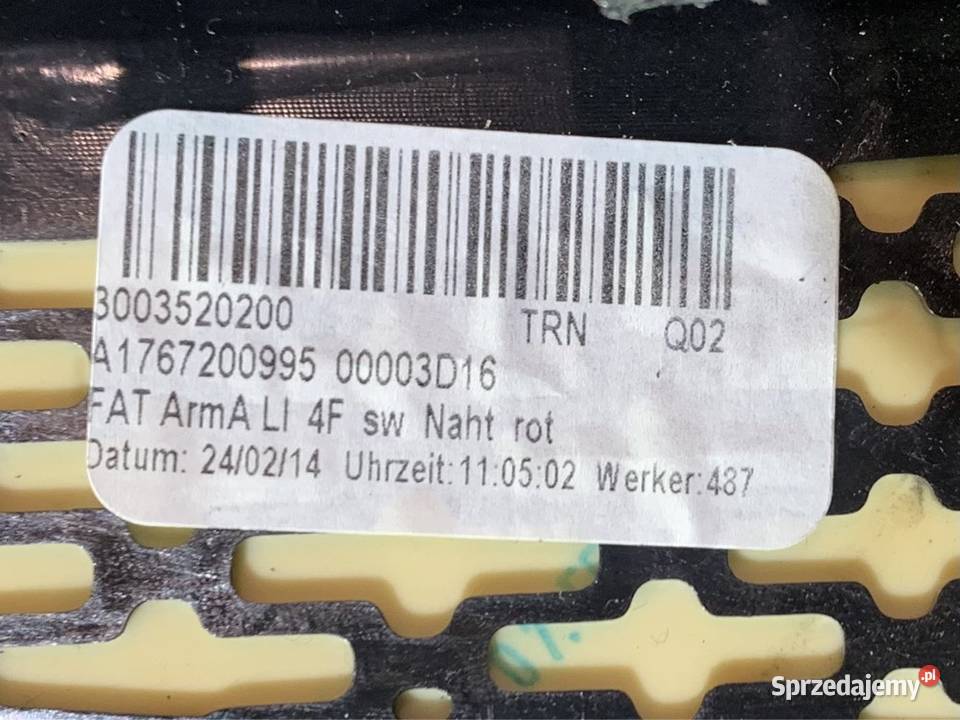 3003520200 TRN Q02
A1767200995 00003D16
FAT ArmA LI 4F sw Naht rot
Datum: 24/02/14 Uhrzeit: 11:05:02 Werker: 487
Sprzedajemy.pl